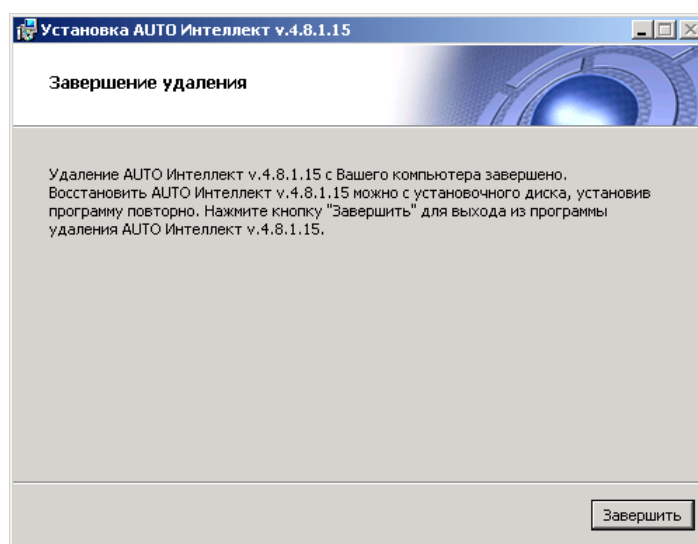 Установка AUTO Интеллект v.4.8.1.15
Завершение удаления
Удаление AUTO Интеллект v.4.8.1.15 с Вашего компьютера завершено.
Восстановить AUTO Интеллект v.4.8.1.15 можно с установочного диска, установив
программу повторно. Нажмите кнопку "Завершить" для выхода из программы
удаления AUTO Интеллект v.4.8.1.15.
Завершить